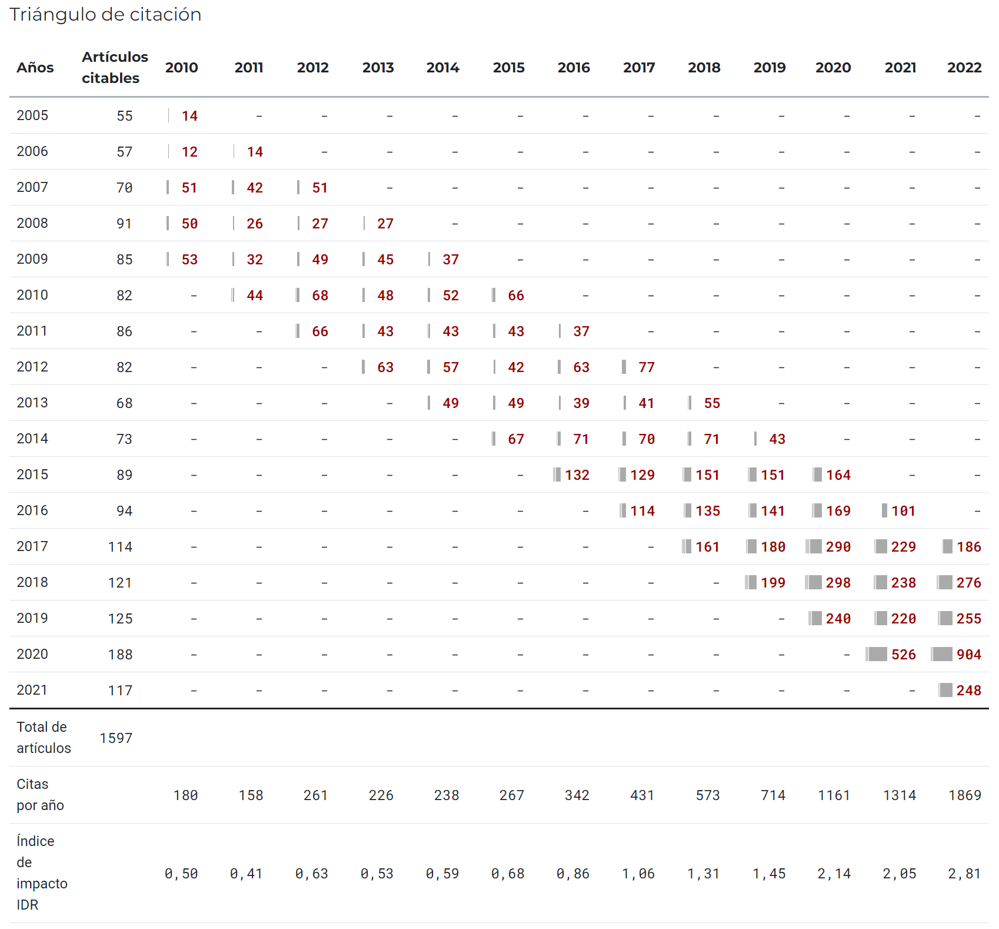 Triángulo de citación
Años Artículos citables 2010 2011 2012 2013 2014 2015 2016 2017 2018 2019 2020 2021 2022
2005 55 14 - - - - - - - - - - - -
2006 57 12 14 - - - - - - - - - - -
2007 70 51 42 51 - - - - - - - - - -
2008 91 50 26 27 27 - - - - - - - - -
2009 85 53 32 49 45 37 - - - - - - - -
2010 82 - 44 68 48 52 66 - - - - - - -
2011 86 - - 66 43 43 43 37 - - - - - -
2012 82 - - - 63 57 42 63 77 - - - - -
2013 68 - - - - 49 49 39 41 55 - - - -
2014 73 - - - - - 67 71 70 71 43 - - -
2015 89 - - - - - - 132 129 151 151 164 - -
2016 94 - - - - - - - 114 135 141 169 101 -
2017 114 - - - - - - - - 161 180 290 229 186
2018 121 - - - - - - - - - 199 298 238 276
2019 125 - - - - - - - - - - 240 220 255
2020 188 - - - - - - - - - - - 526 904
2021 117 - - - - - - - - - - - - 248
Total de artículos 1597
Citas por año 180 158 261 226 238 267 342 431 573 714 1161 1314 1869
Índice de impacto IDR 0,50 0,41 0,63 0,53 0,59 0,68 0,86 1,06 1,31 1,45 2,14 2,05 2,81